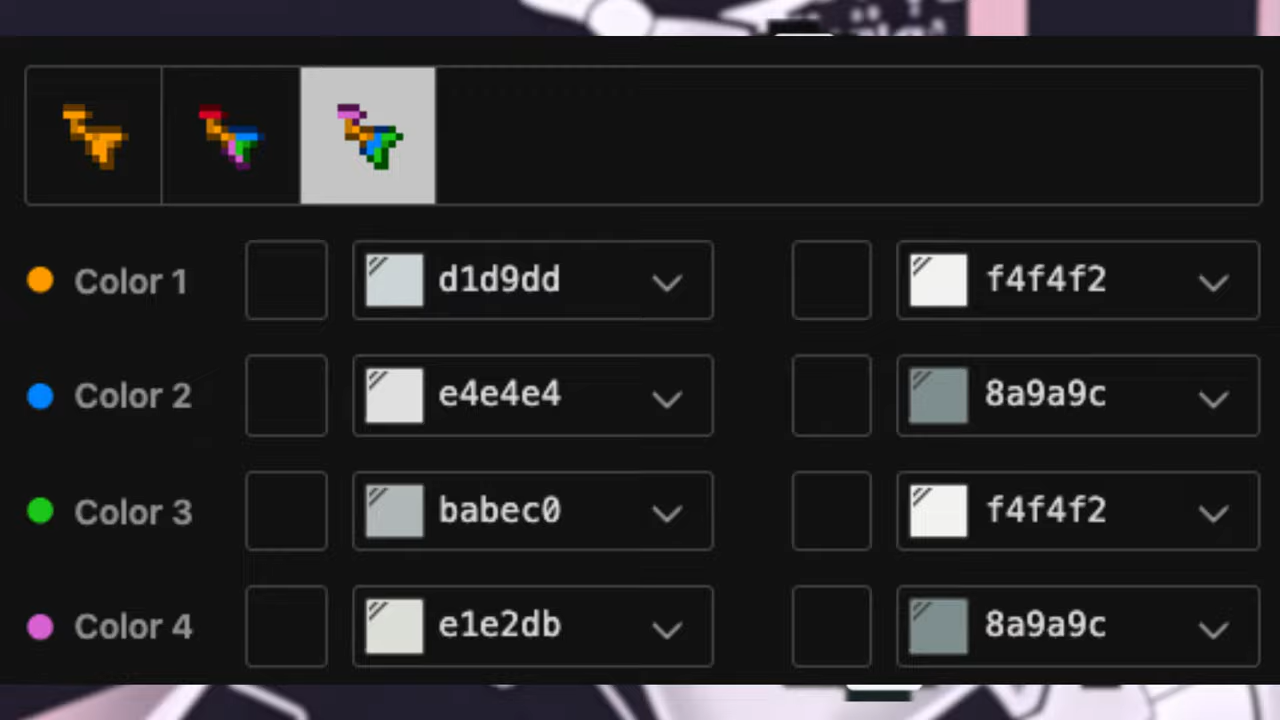 Color 1 d1d9dd f4f4f2
Color 2 e4e4e4 8a9a9c
Color 3 babec0 f4f4f2
Color 4 e1e2db 8a9a9c